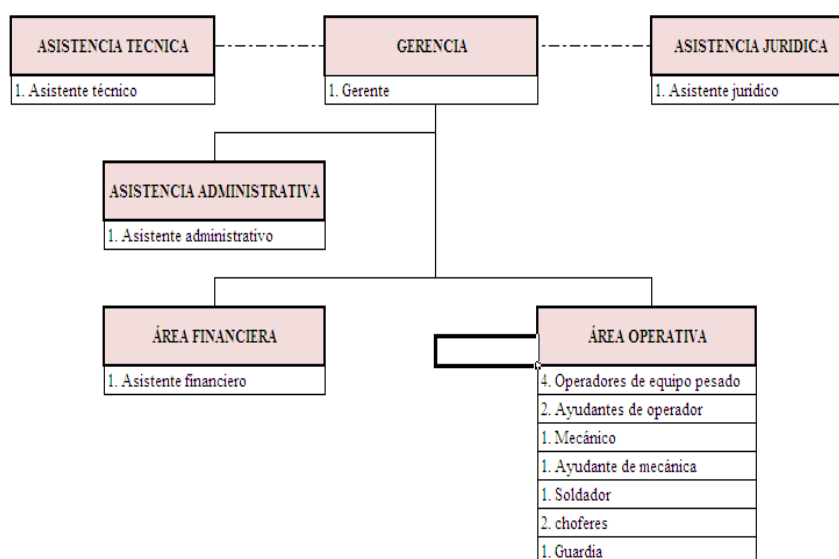 ASISTENCIA TECNICA
1. Asistente técnico
GERENCIA
1. Gerente
ASISTENCIA JURIDICA
1. Asistente jurídico
ASISTENCIA ADMINISTRATIVA
1. Asistente administrativo
ÁREA FINANCIERA
1. Asistente financiero
ÁREA OPERATIVA
4. Operadores de equipo pesado
2. Ayudantes de operador
1. Mecánico
1. Ayudante de mecánica
1. Soldador
2. choferes
1. Guardia